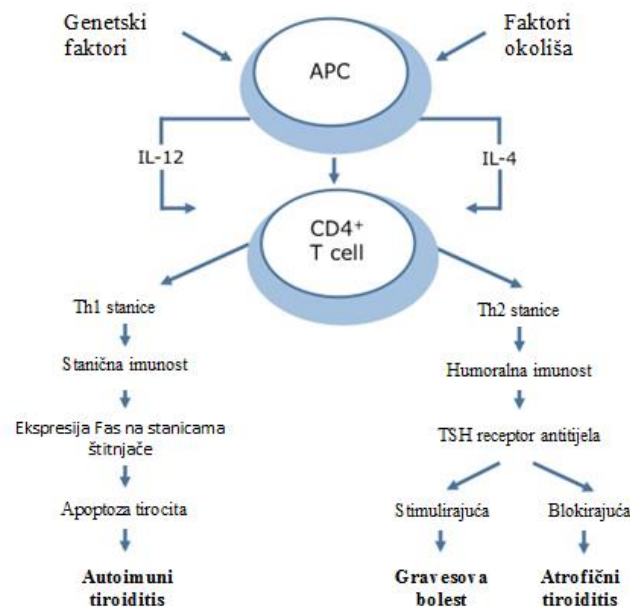 Genetski
faktori
Faktori
okoliša
APC
IL-12
IL-4
CD4⁺
T cell
Th1 stanice
Th2 stanice
Stanična imunost
Humoralna imunost
Ekspresija Fas na stanicama
štitnjače
TSH receptor antitijela
Apoptoza tirocita
Stimulirajuća
Blokirajuća
Autoimuni
tiroiditis
Gravesova
bolest
Atrofični
tiroiditis